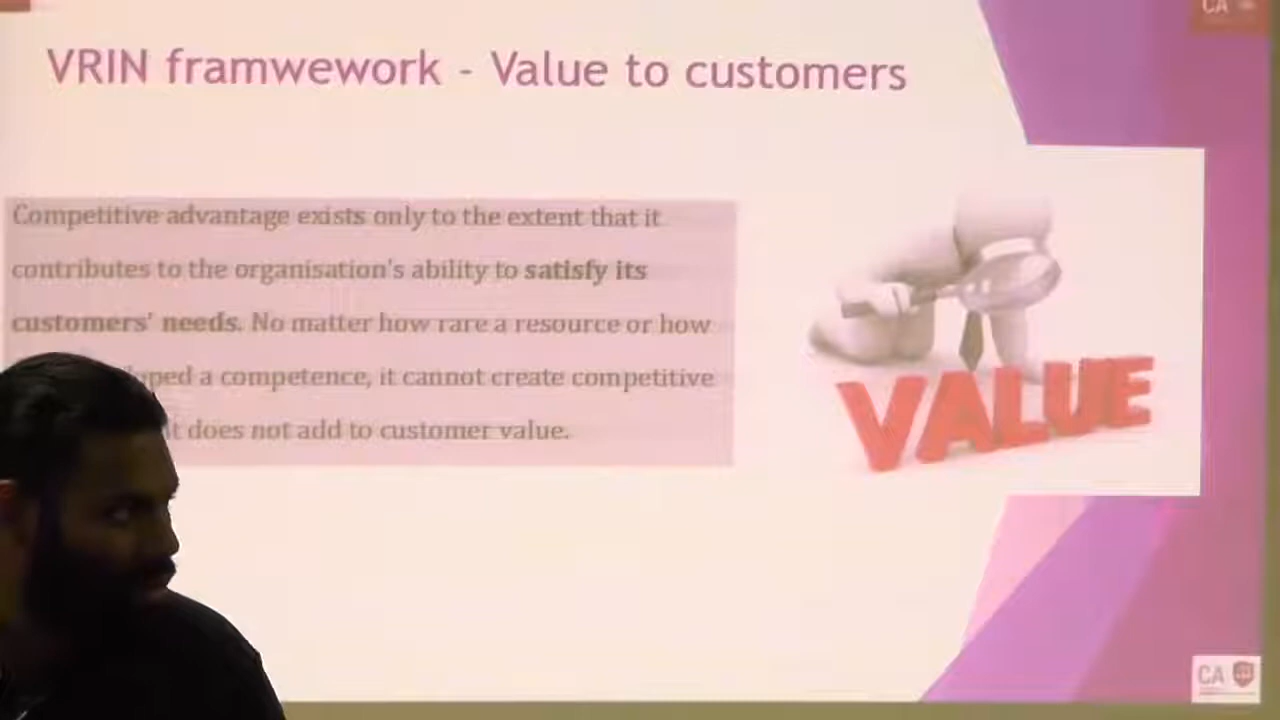 CA
VRIN framwework - Value to customers
Competitive advantage exists only to the extent that it
contributes to the organisation's ability to satisfy its
customers' needs. No matter how rare a resource or how
a competence, it cannot create competitive
does not add to customer value.
VALUE
CA